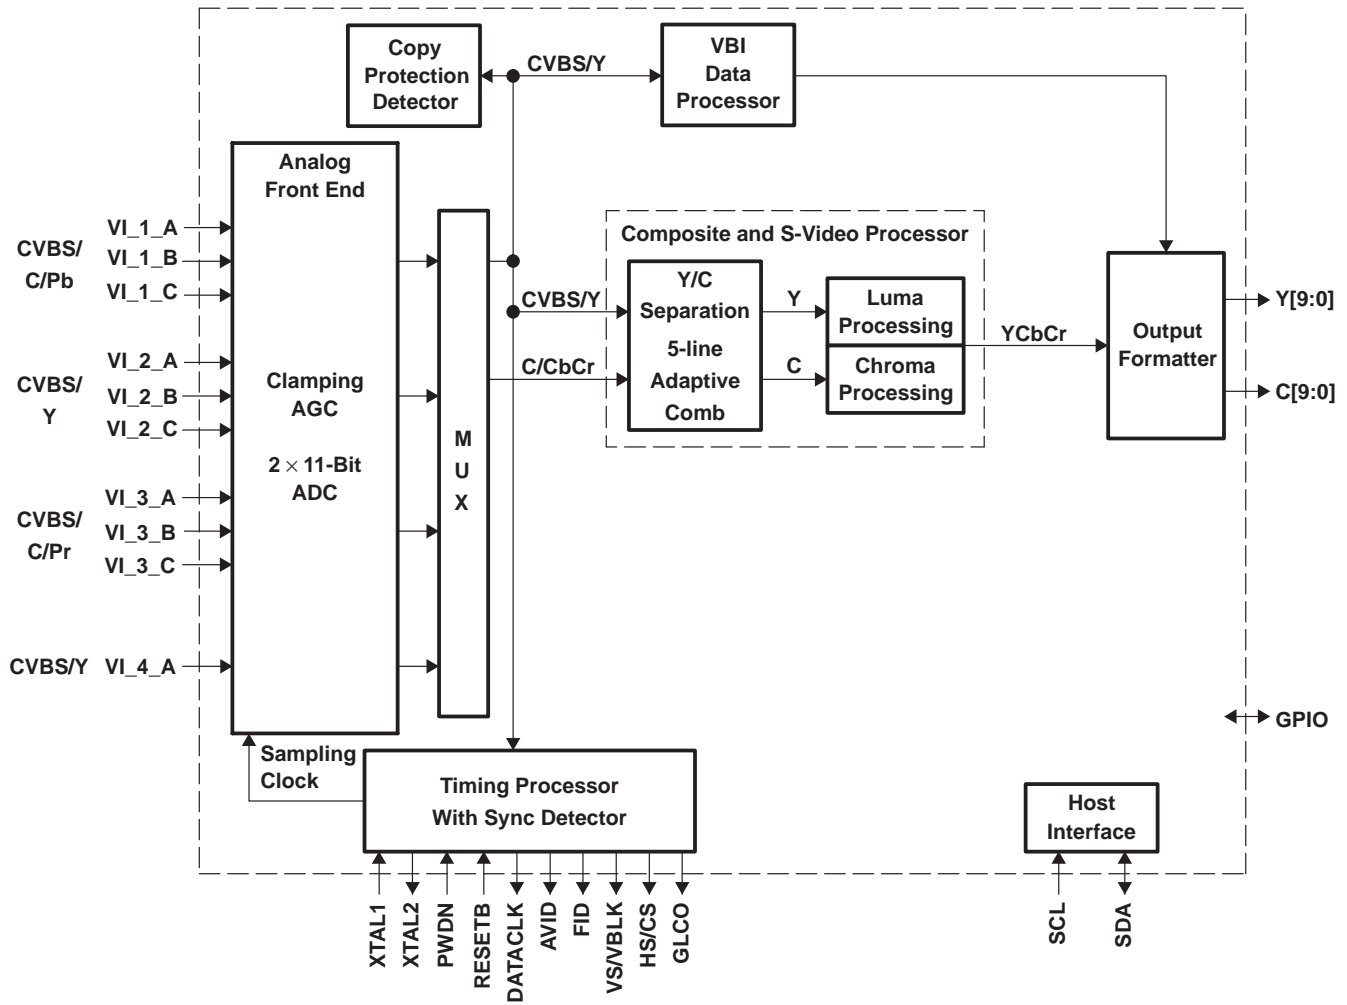 Copy
Protection
Detector
CVBS/Y
VBI
Data
Processor
Analog
Front End
Clamping
AGC
2 × 11-Bit
ADC
CVBS/
C/Pb
VI_1_A
VI_1_B
VI_1_C
CVBS/
Y
VI_2_A
VI_2_B
VI_2_C
CVBS/
C/Pr
VI_3_A
VI_3_B
VI_3_C
CVBS/Y
VI_4_A
M
U
X
Composite and S-Video Processor
CVBS/Y
C/CbCr
Y/C
Separation
5-line
Adaptive
Comb
Y
C
Luma
Processing
Chroma
Processing
YCbCr
Output
Formatter
Y[9:0]
C[9:0]
GPIO
Sampling
Clock
Timing Processor
With Sync Detector
Host
Interface
XTAL1
XTAL2
PWDN
RESETB
DATACLK
AVID
FID
VS/VBLK
HS/CS
GLCO
SCL
SDA